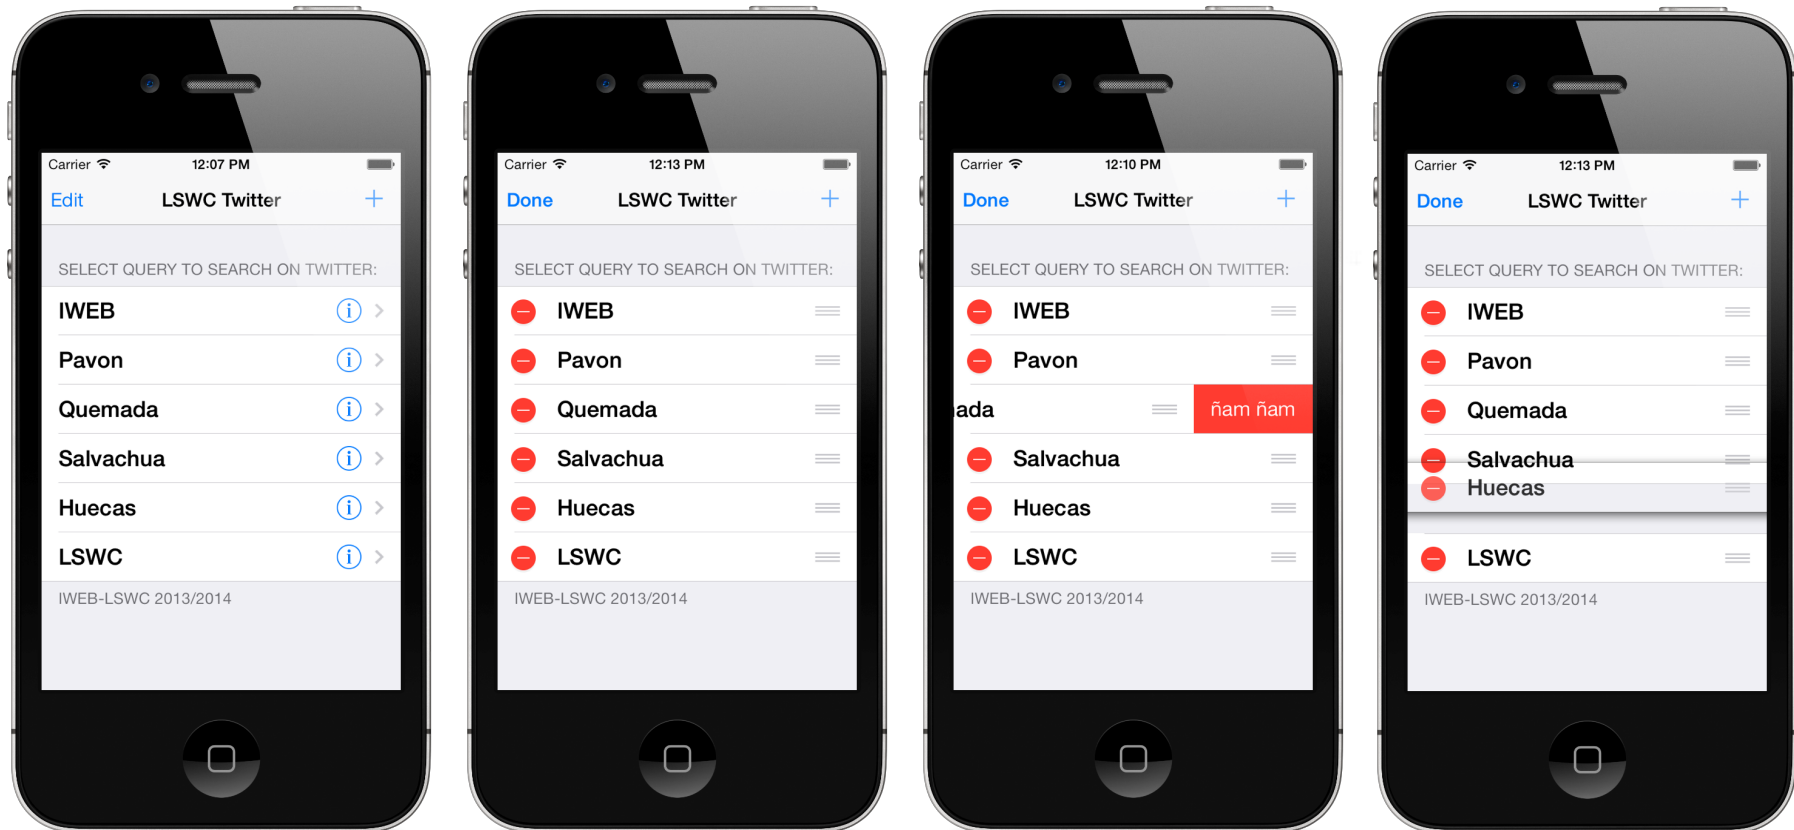 Carrier 12:07 PM
Edit LSWC Twitter +
SELECT QUERY TO SEARCH ON TWITTER:
IWEB
Pavon
Quemada
Salvachua
Huecas
LSWC
IWEB-LSWC 2013/2014
Carrier 12:13 PM
Done LSWC Twitter +
SELECT QUERY TO SEARCH ON TWITTER:
IWEB
Pavon
Quemada
Salvachua
Huecas
LSWC
IWEB-LSWC 2013/2014
Carrier 12:10 PM
Done LSWC Twitter +
SELECT QUERY TO SEARCH ON TWITTER:
IWEB
Pavon
ada ñam ñam
Salvachua
Huecas
LSWC
IWEB-LSWC 2013/2014
Carrier 12:13 PM
Done LSWC Twitter +
SELECT QUERY TO SEARCH ON TWITTER:
IWEB
Pavon
Quemada
Salvachua
Huecas
LSWC
IWEB-LSWC 2013/2014